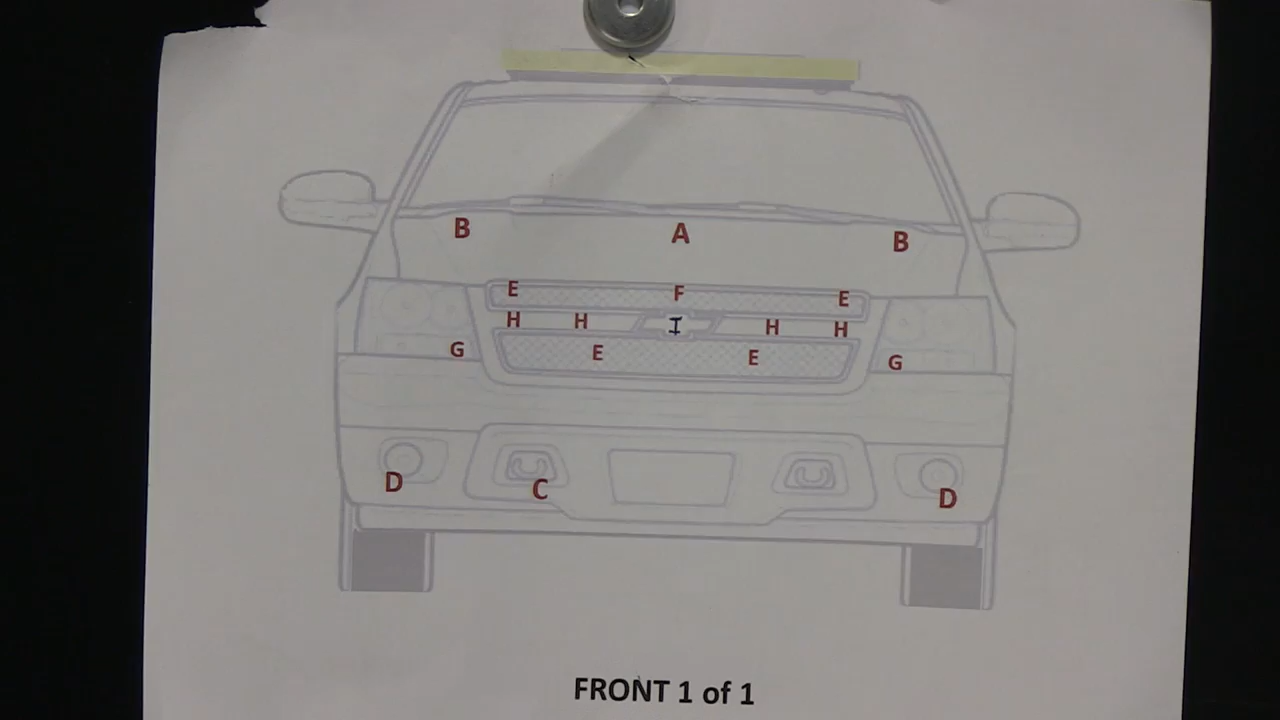 B A B
E F E
H H I H H
G E E G
D C D
FRONT 1 of 1